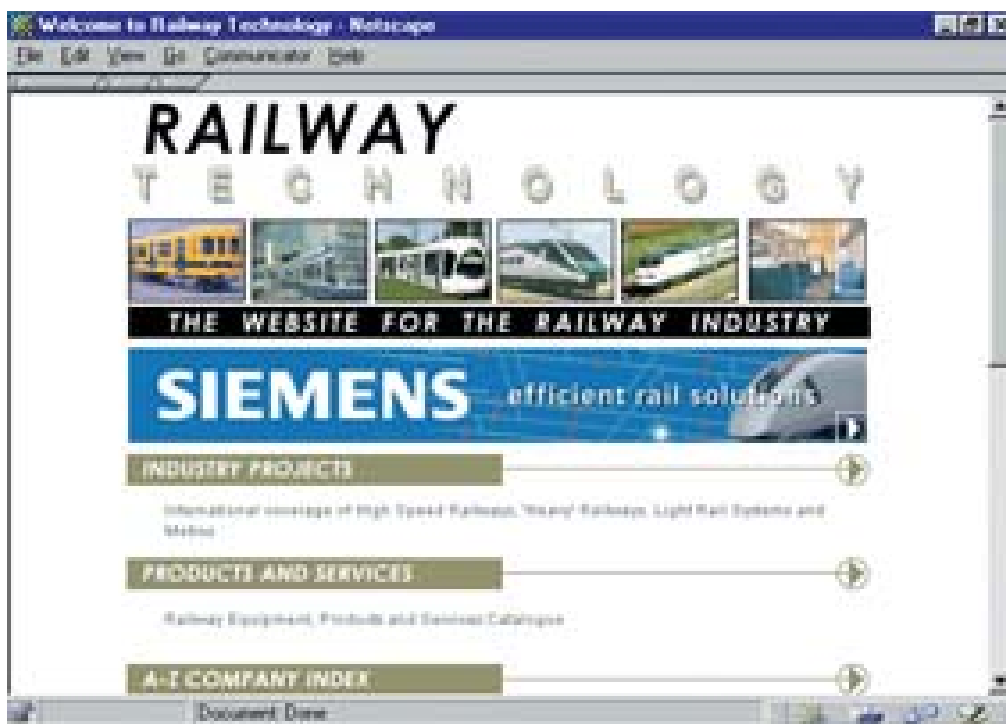 Welcome to Railway Technology - Netscape
File Edit View Go Communicator Help
RAILWAY
TECHNOLOGY
THE WEBSITE FOR THE RAILWAY INDUSTRY
SIEMENS efficient rail solutions
INDUSTRY PROJECTS
International coverage of High Speed Railways, 'Heavy' Railways, Light Rail Systems and
Metros
PRODUCTS AND SERVICES
Railway Equipment, Products and Services Catalogue
A-Z COMPANY INDEX
Document Done